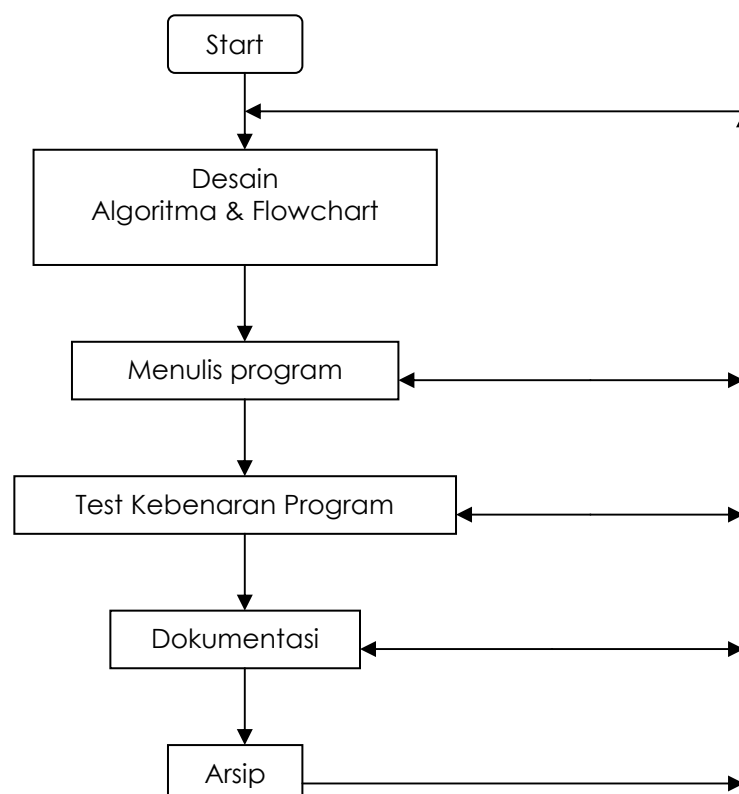 Start
Desain
Algoritma & Flowchart
Menulis program
Test Kebenaran Program
Dokumentasi
Arsip